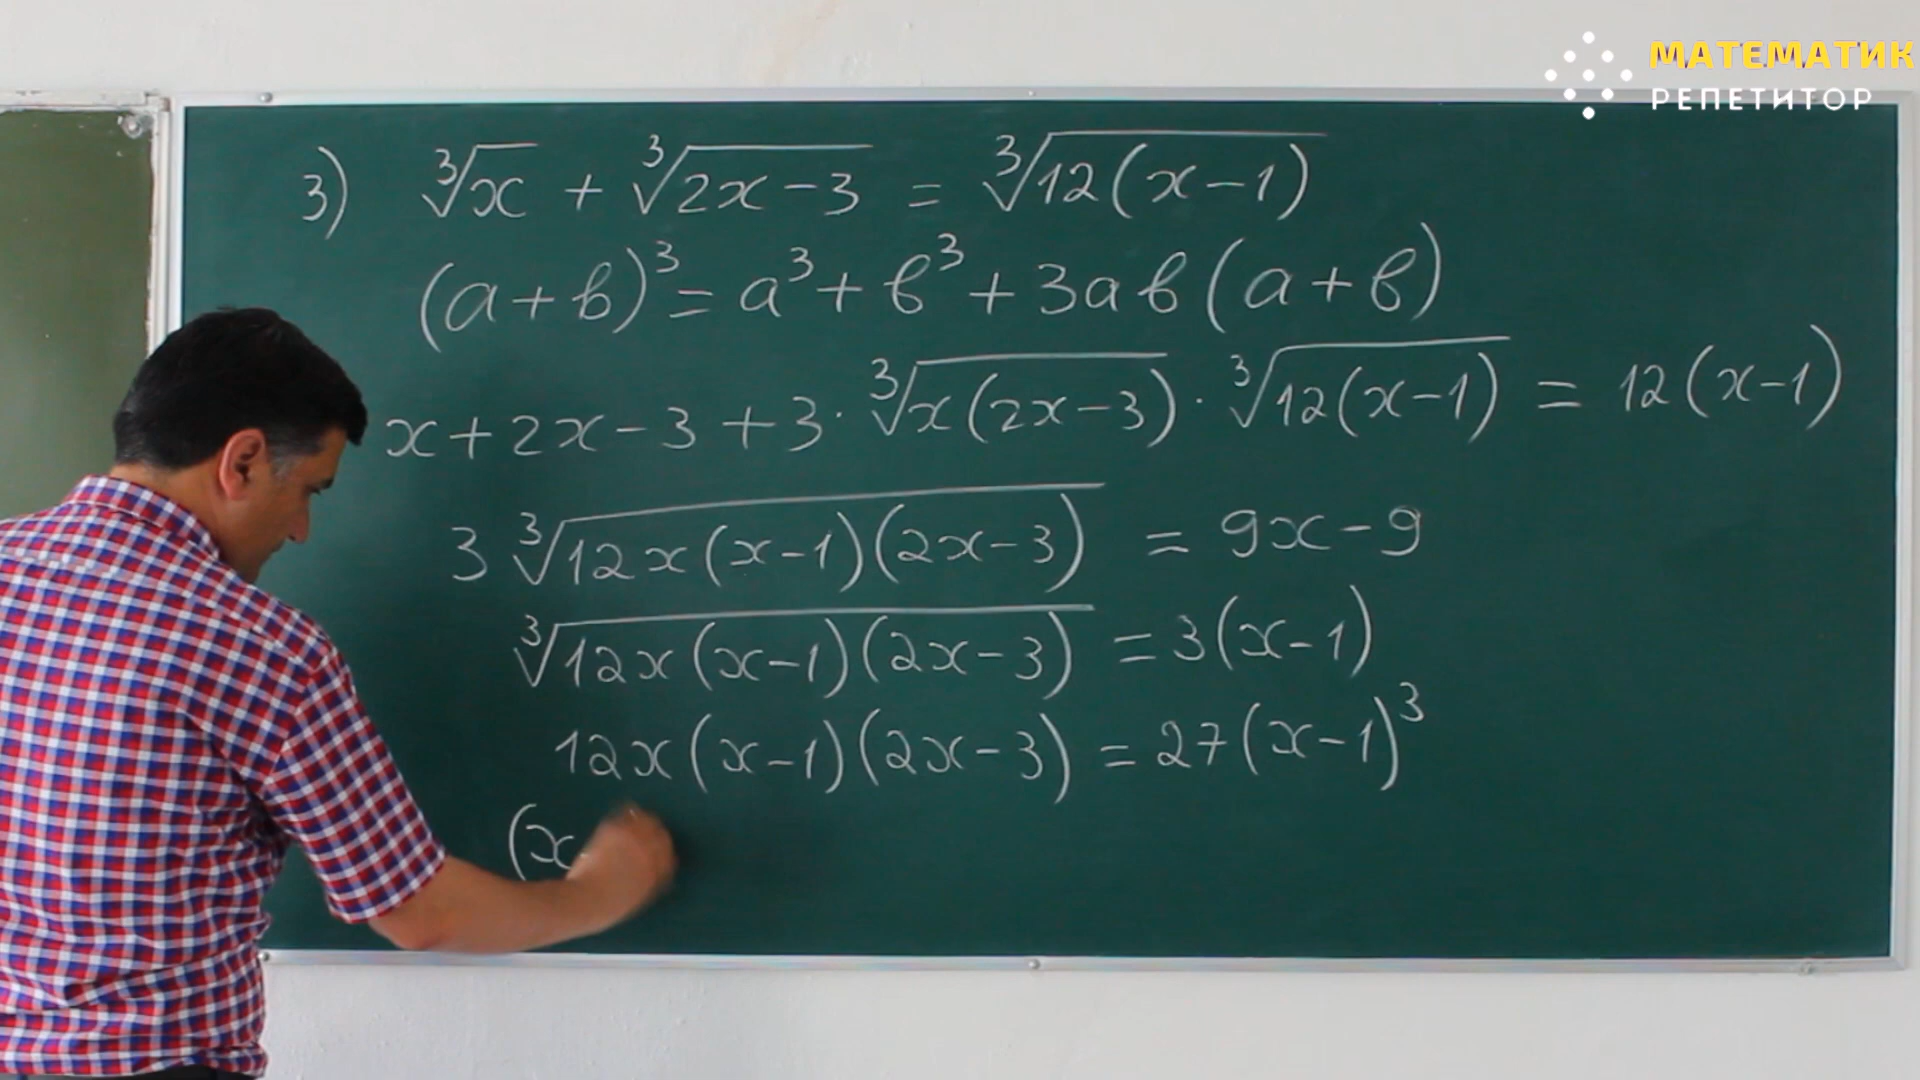 МАТЕМАТИК
РЕПЕТИТОР
3) ∛x + ∛(2x-3) = ∛(12(x-1))
(a+b)³ = a³ + b³ + 3ab(a+b)
x+2x-3+3·∛(x(2x-3))·∛(12(x-1)) = 12(x-1)
3∛(12x(x-1)(2x-3)) = 9x-9
∛(12x(x-1)(2x-3)) = 3(x-1)
12x(x-1)(2x-3) = 27(x-1)³
(x-